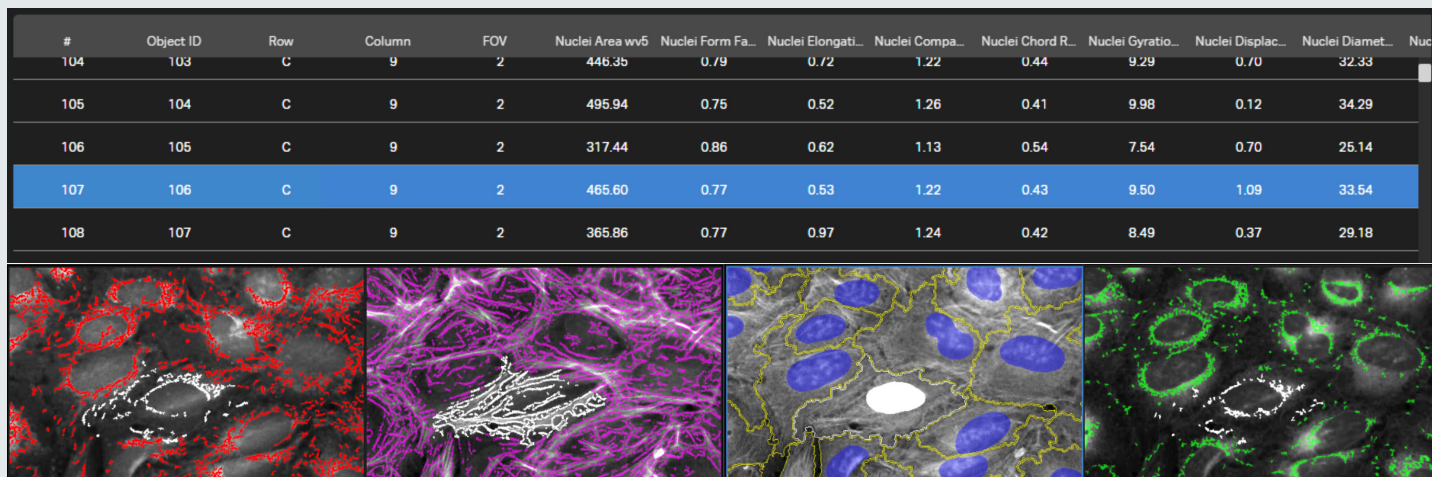 # Object ID Row Column FOV Nuclei Area wv5 Nuclei Form Fa... Nuclei Elongati... Nuclei Compa... Nuclei Chord R... Nuclei Gyratio... Nuclei Displac... Nuclei Diamet... Nuc
104 103 C 9 2 446.35 0.79 0.72 1.22 0.44 9.29 0.70 32.33
105 104 C 9 2 495.94 0.75 0.52 1.26 0.41 9.98 0.12 34.29
106 105 C 9 2 317.44 0.86 0.62 1.13 0.54 7.54 0.70 25.14
107 106 C 9 2 465.60 0.77 0.53 1.22 0.43 9.50 1.09 33.54
108 107 C 9 2 365.86 0.77 0.97 1.24 0.42 8.49 0.37 29.18